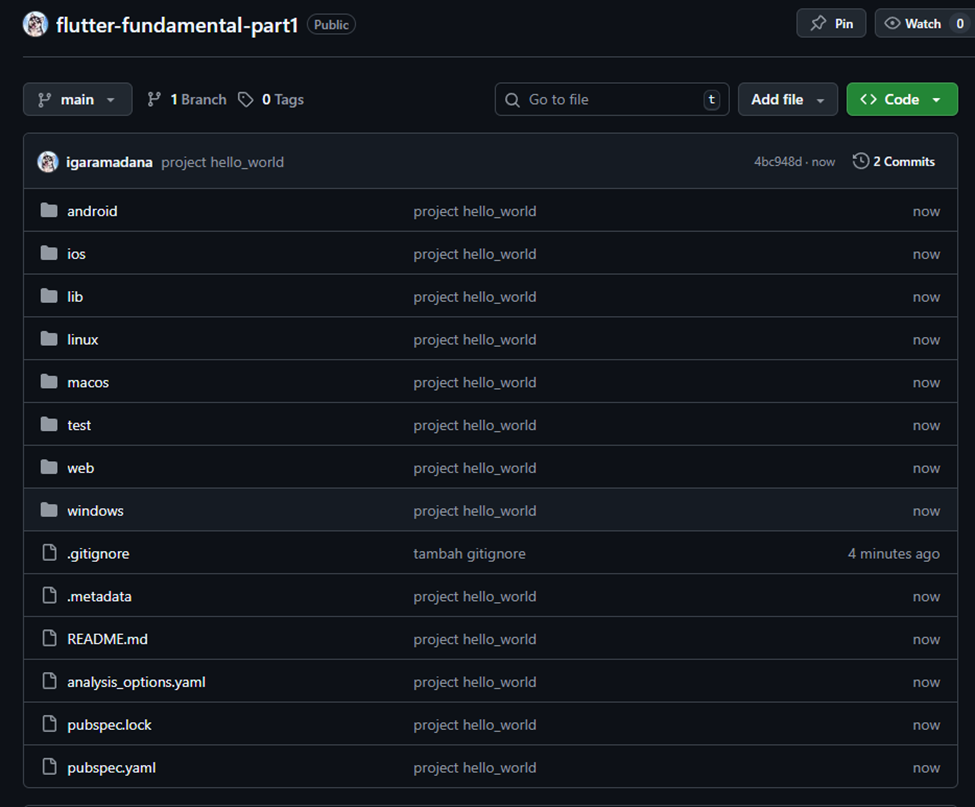 flutter-fundamental-part1 Public Pin Watch 0
main 1 Branch 0 Tags Go to file t Add file Code
igaramadana project hello_world 4bc948d · now 2 Commits
android project hello_world now
ios project hello_world now
lib project hello_world now
linux project hello_world now
macos project hello_world now
test project hello_world now
web project hello_world now
windows project hello_world now
.gitignore tambah gitignore 4 minutes ago
.metadata project hello_world now
README.md project hello_world now
analysis_options.yaml project hello_world now
pubspec.lock project hello_world now
pubspec.yaml project hello_world now